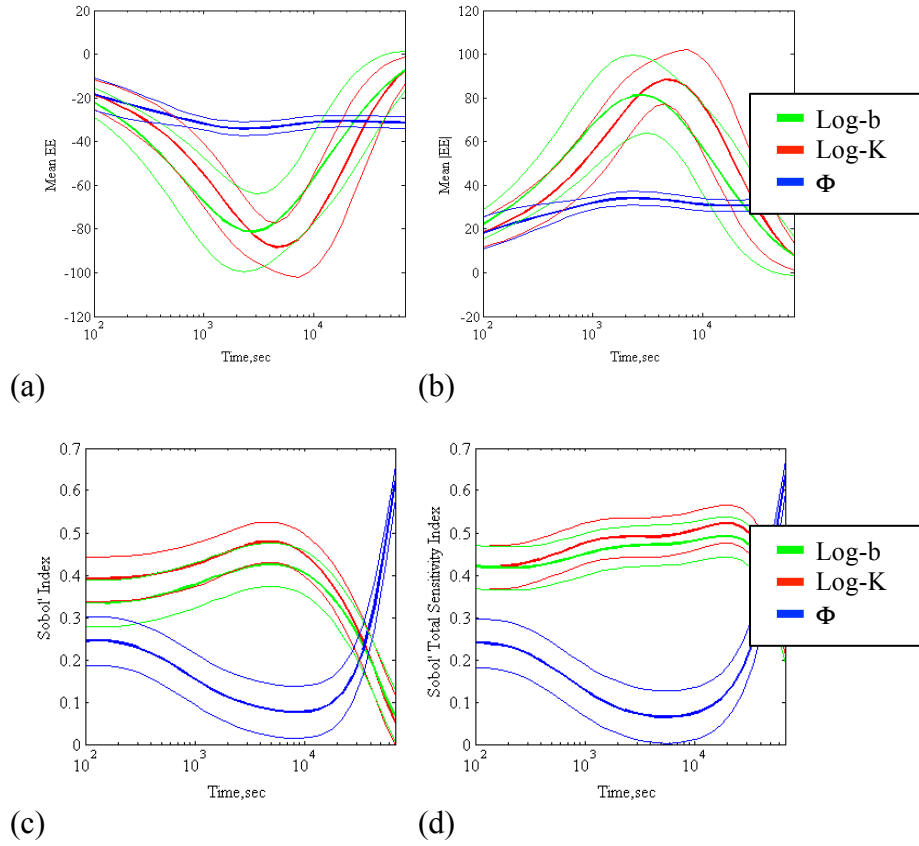 20
0
-20
-40
-60
-80
-100
-120
Mean EE
10^2
10^3
10^4
Time,sec
(a)
120
100
80
60
40
20
0
-20
Mean |EE|
10^2
10^3
10^4
Time,sec
(b)
Log-b
Log-K
Φ
0.7
0.6
0.5
0.4
0.3
0.2
0.1
0
Sobol' Index
10^2
10^3
10^4
Time,sec
(c)
0.7
0.6
0.5
0.4
0.3
0.2
0.1
0
Sobol' Total Sensitivity Index
10^2
10^3
10^4
Time,sec
(d)
Log-b
Log-K
Φ